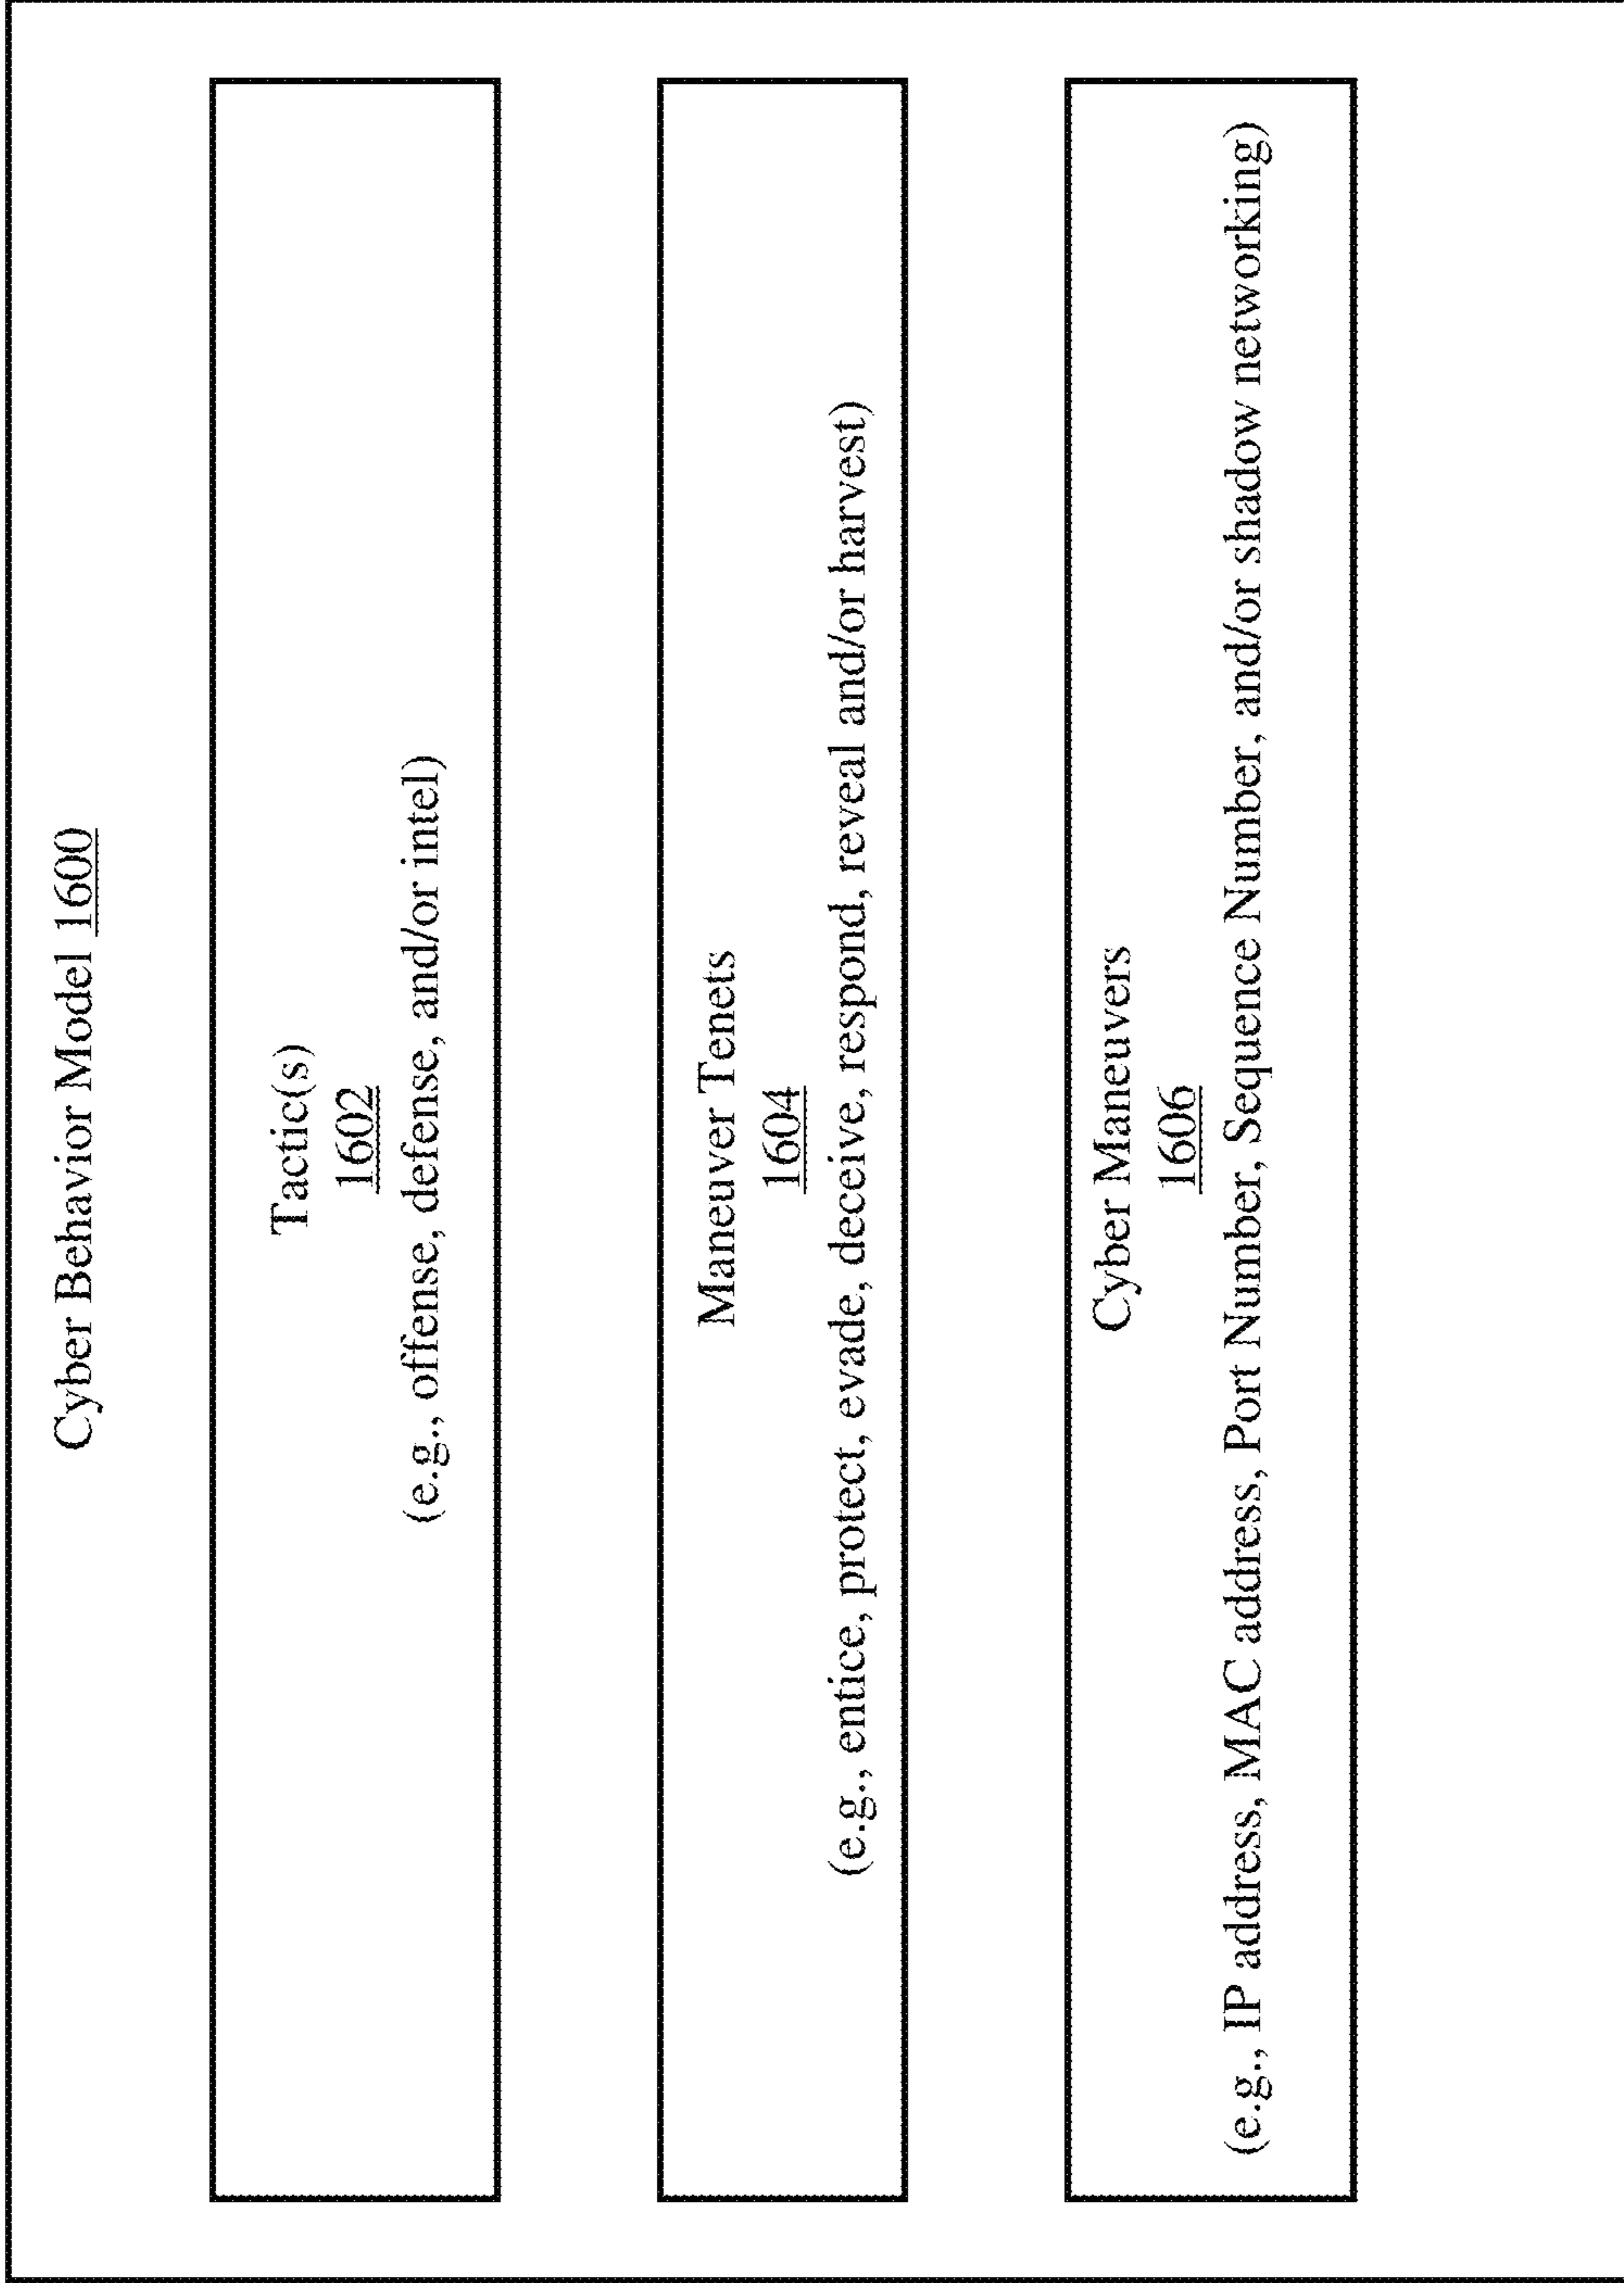 Cyber Behavior Model 1600
Tactic(s)
1602
(e.g., offense, defense, and/or intel)
Maneuver Tenets
1604
(e.g., entice, protect, evade, deceive, respond, reveal and/or harvest)
Cyber Maneuvers
1606
(e.g., IP address, MAC address, Port Number, Sequence Number, and/or shadow networking)